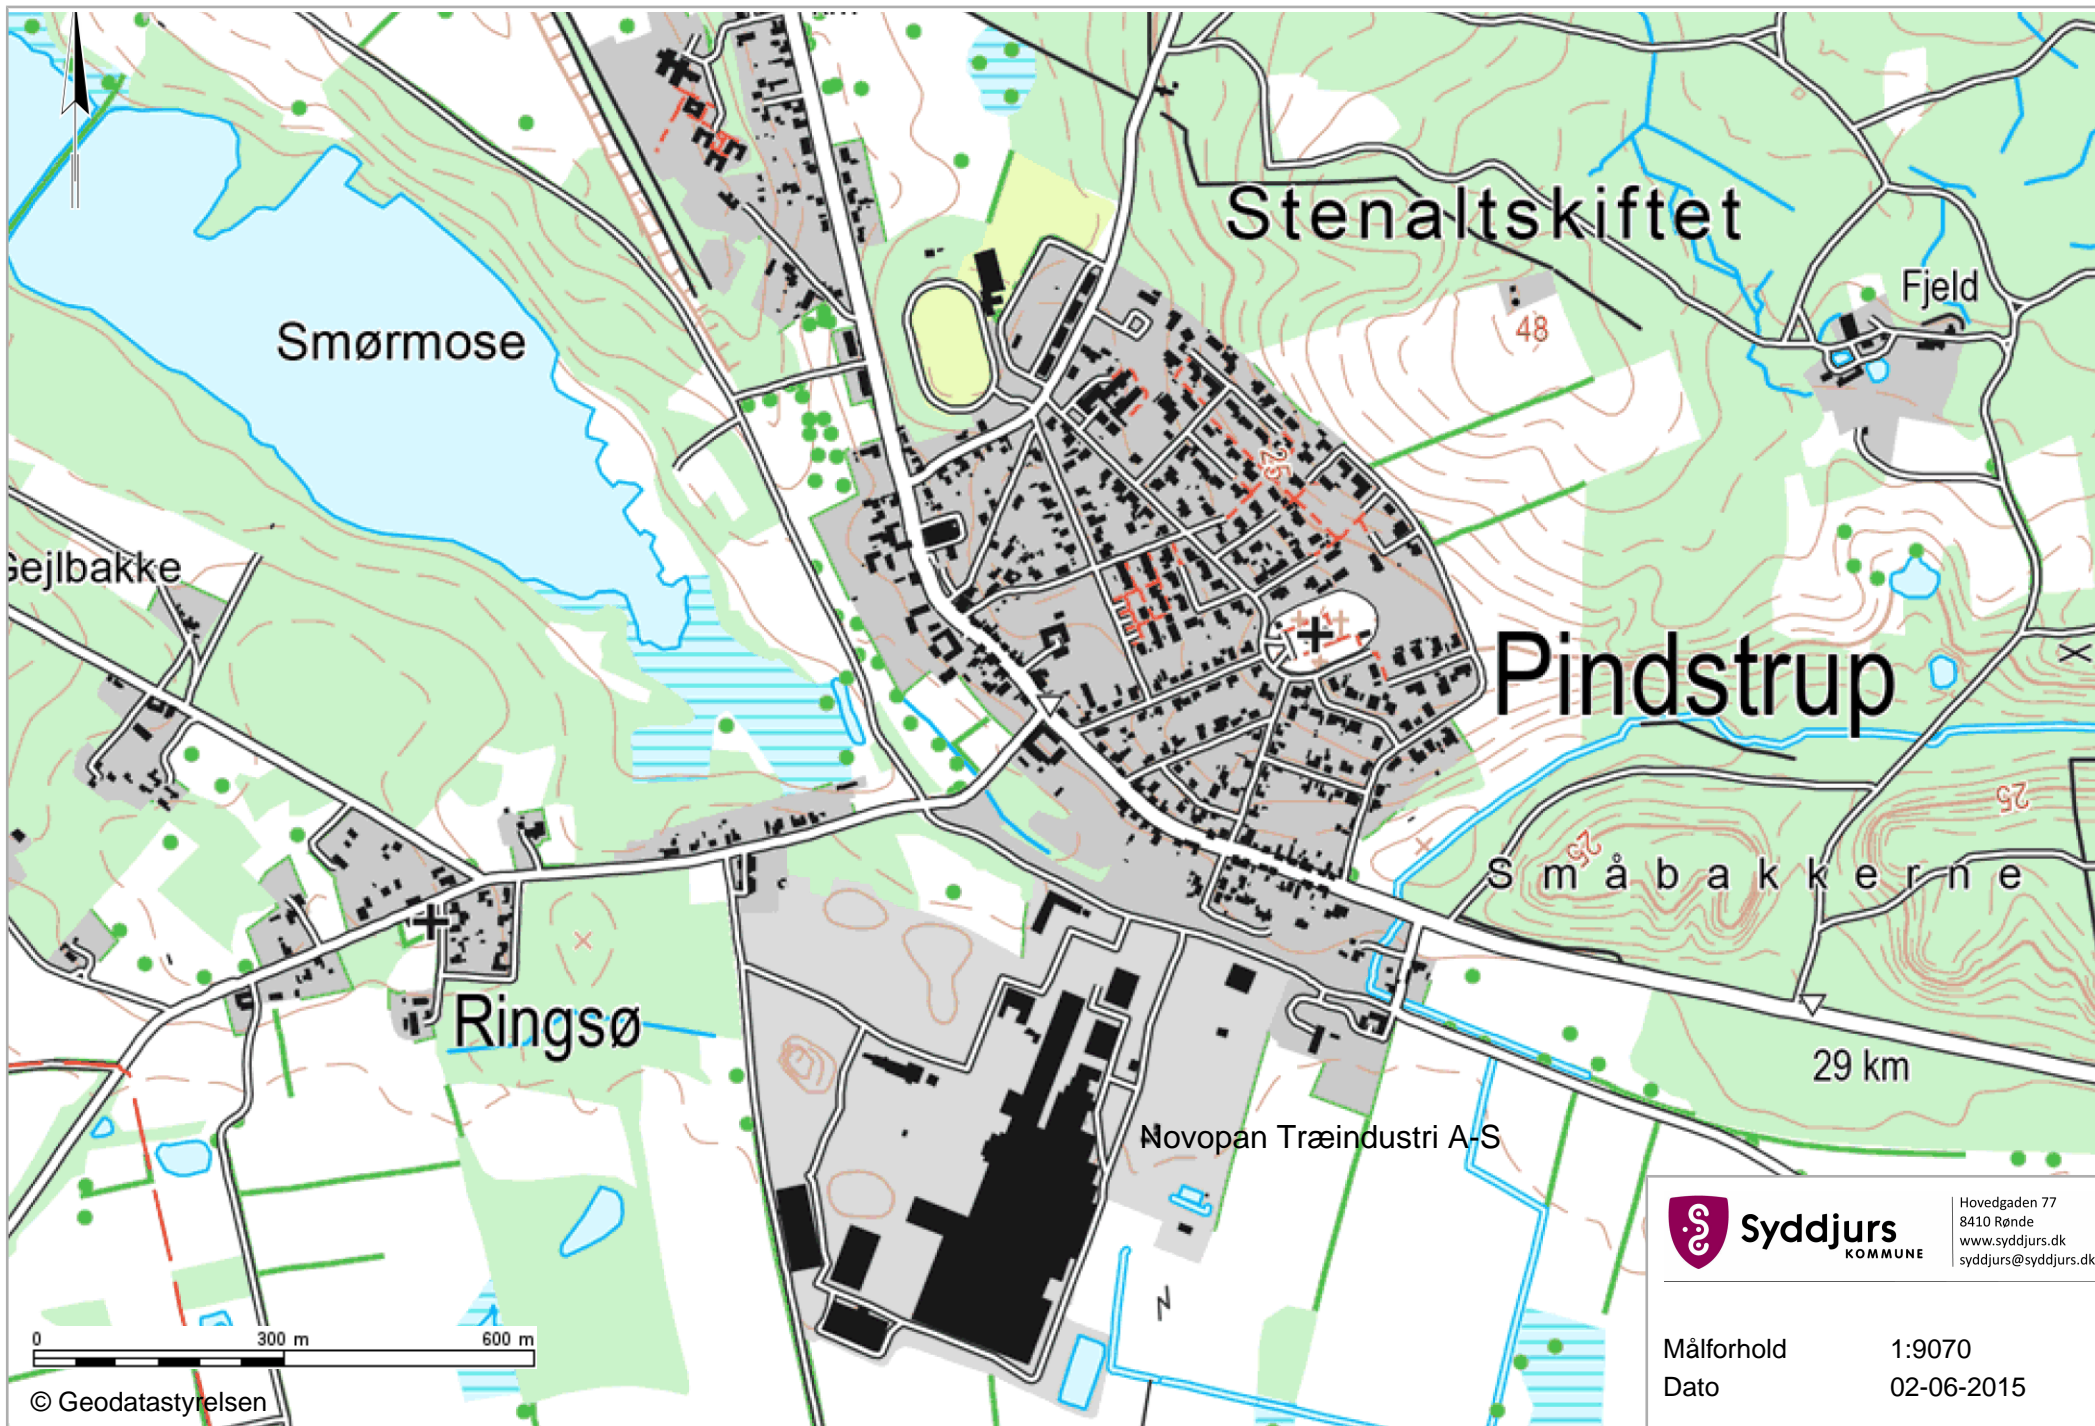 Stenaltskiftet
Fjeld
Smørmose
48
25
ejlbakke
Pindstrup
25
25
Småbakkerne
Ringsø
29 km
Novopan Træindustri A-S
Syddjurs
KOMMUNE
Hovedgaden 77
8410 Rønde
www.syddjurs.dk
syddjurs@syddjurs.dk
0 300 m 600 m
Målforhold 1:9070
Dato 02-06-2015
© Geodatastyrelsen